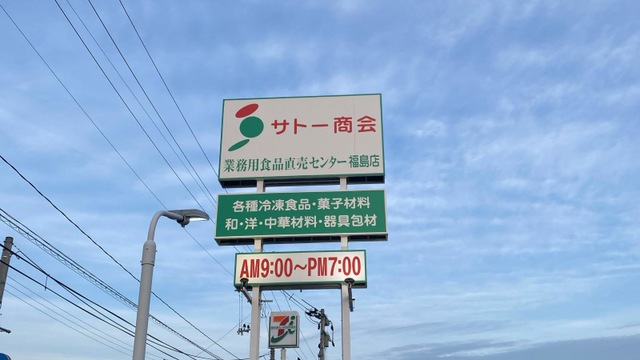 サトー商会
業務用食品直売センター福島店
各種冷凍食品・菓子材料
和・洋・中華材料・器具包材
AM9:00～PM7:00
7